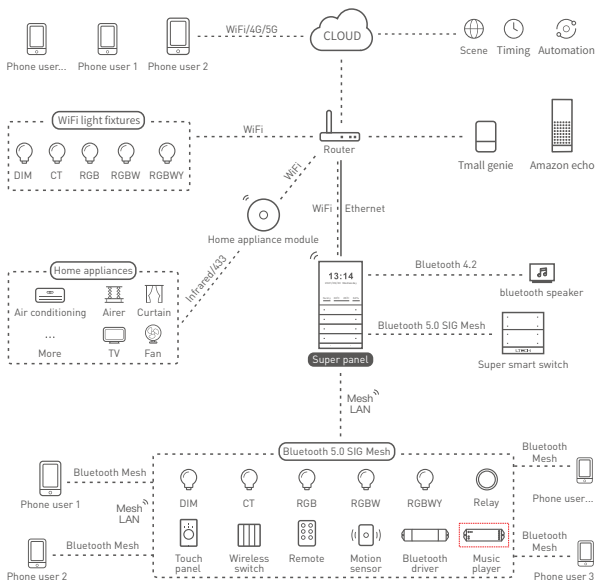 WiFi/4G/5G
CLOUD
Phone user...
Phone user 1
Phone user 2
Scene
Timing
Automation
WiFi light fixtures
DIM
CT
RGB
RGBW
RGBWY
WiFi
Router
Tmall genie
Amazon echo
WiFi
Home appliance module
WiFi
Ethernet
Infrared/433
Home appliances
Air conditioning
Airer
Curtain
...
More
TV
Fan
13:14
Super panel
Bluetooth 4.2
bluetooth speaker
Bluetooth 5.0 SIG Mesh
LTECH
Super smart switch
Mesh
LAN
Bluetooth 5.0 SIG Mesh
DIM
CT
RGB
RGBW
RGBWY
Relay
Touch
panel
Wireless
switch
Remote
Motion
sensor
Bluetooth
driver
Music
player
Bluetooth Mesh
Phone user 1
Mesh
LAN
Bluetooth Mesh
Phone user 2
Bluetooth
Mesh
Phone user...
Bluetooth
Mesh
Phone user 3